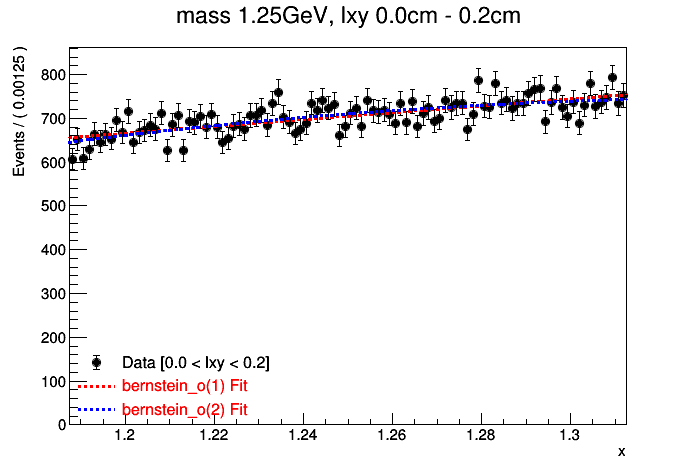 mass 1.25GeV, lxy 0.0cm - 0.2cm
Events / ( 0.00125 )
800
700
600
500
400
300
200
100
0
Data [0.0 < lxy < 0.2]
bernstein_o(1) Fit
bernstein_o(2) Fit
1.2 1.22 1.24 1.26 1.28 1.3
x